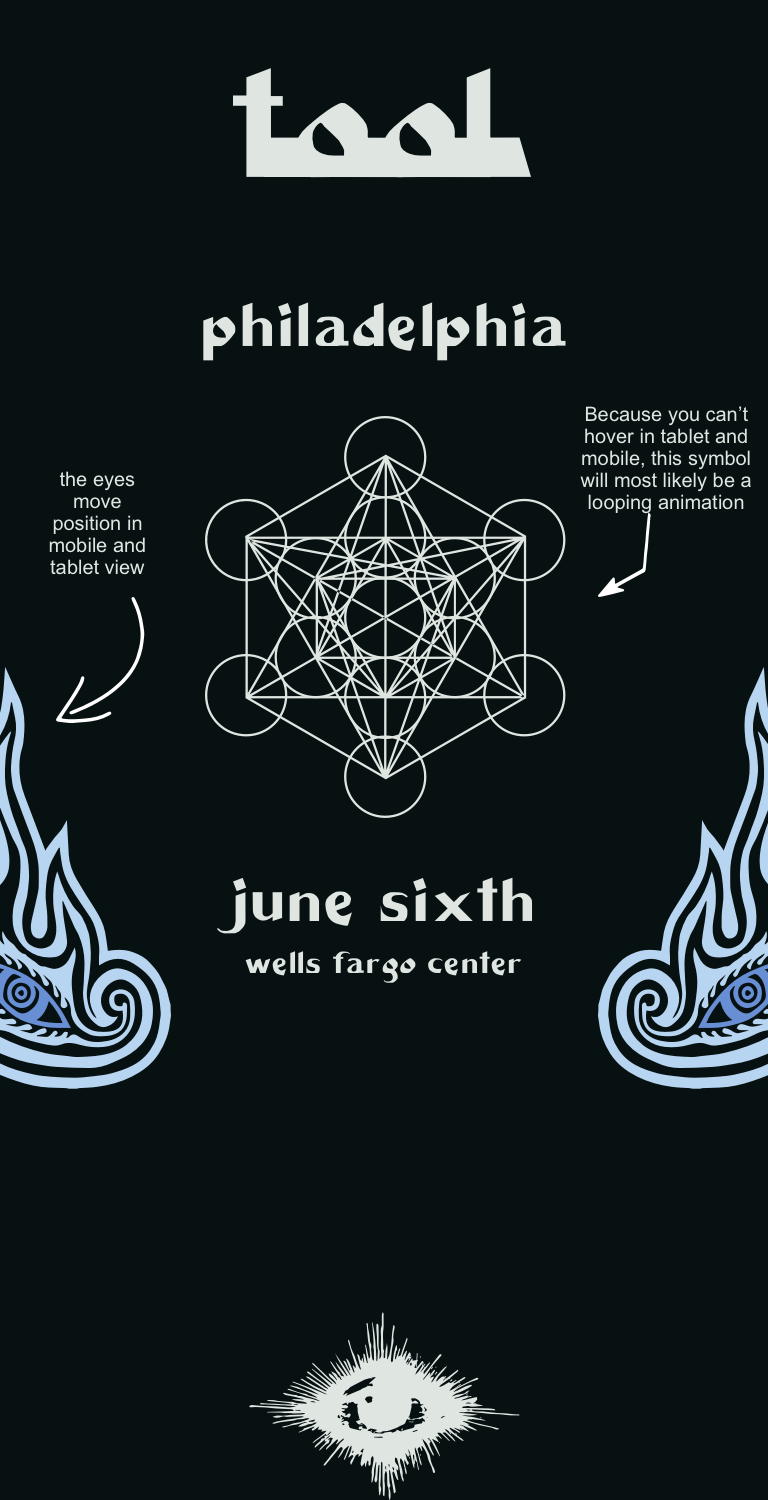 tool
philadelphia
Because you can't
hover in tablet and
mobile, this symbol
will most likely be a
looping animation
the eyes
move
position in
mobile and
tablet view
june sixth
wells fargo center